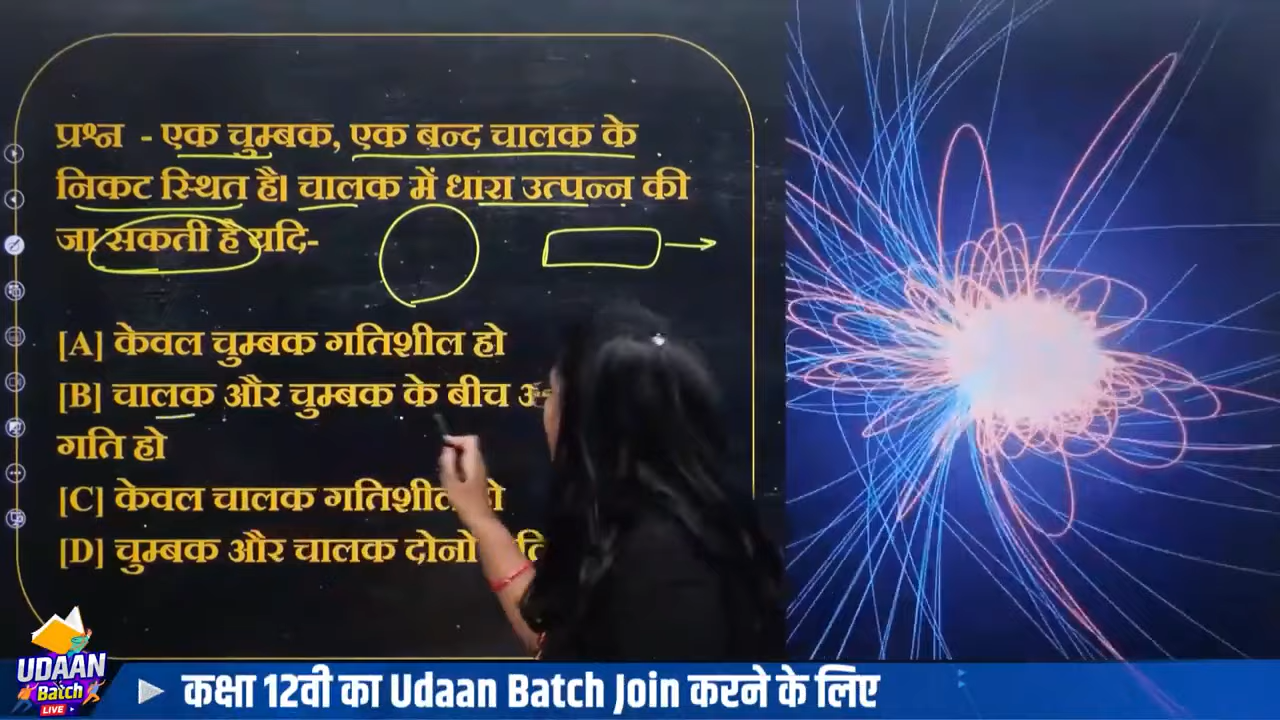 प्रश्न - एक चुम्बक, एक बन्द चालक के
निकट स्थित है। चालक में धारा उत्पन्न की
जा सकती है यदि-
[A] केवल चुम्बक गतिशील हो
[B] चालक और चुम्बक के बीच
गति हो
[C] केवल चालक गतिशील हो
[D] चुम्बक और चालक दोनों
UDAAN
Batch
LIVE
कक्षा 12वी का Udaan Batch Join करने के लिए